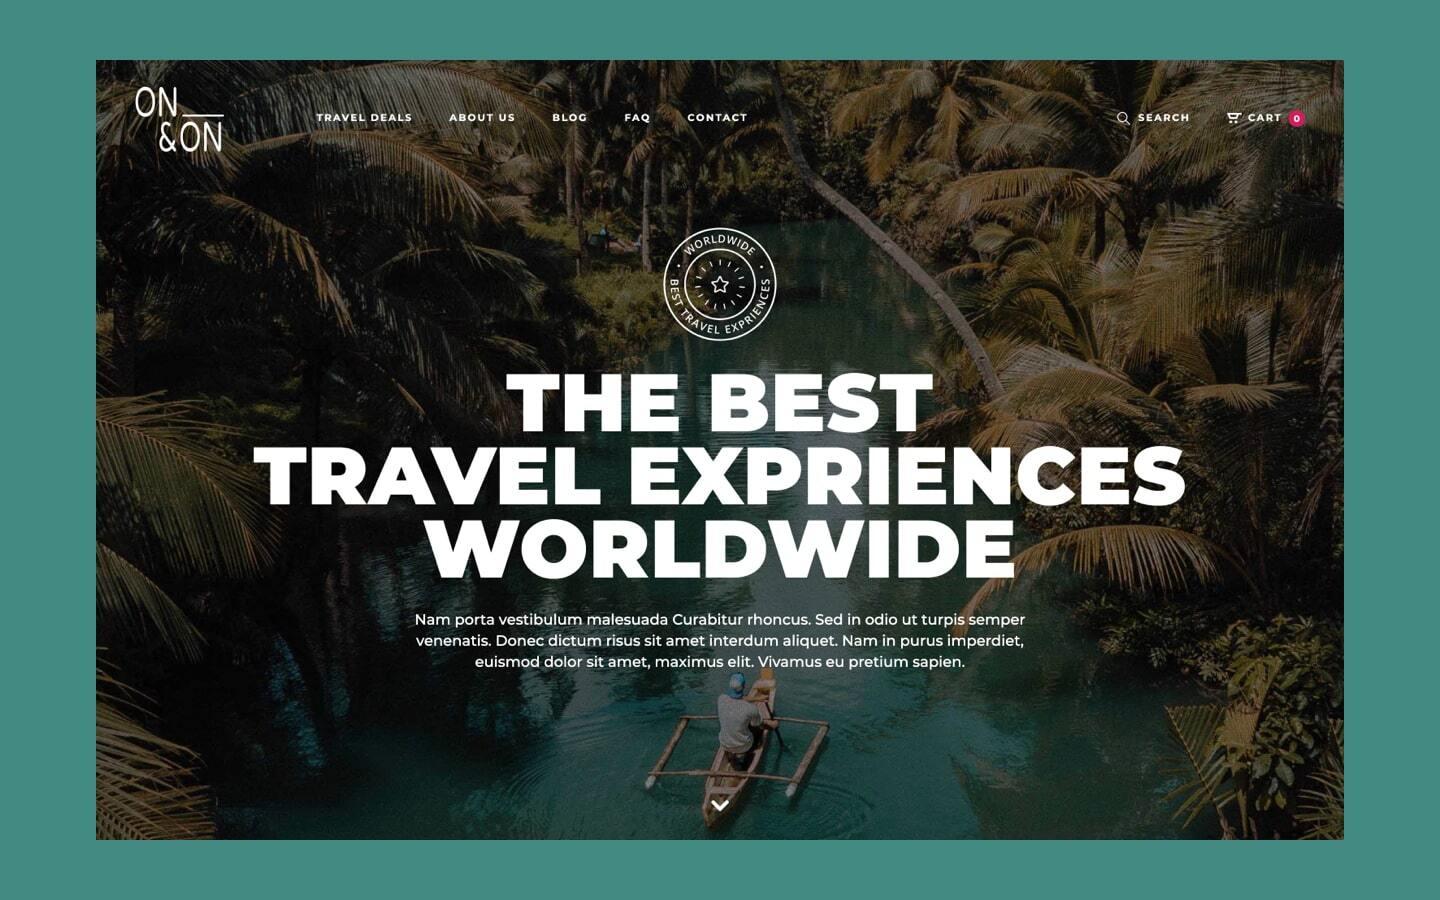 ON
&ON
TRAVEL DEALS ABOUT US BLOG FAQ CONTACT
SEARCH CART 0
WORLDWIDE
BEST TRAVEL EXPRIENCES
THE BEST
TRAVEL EXPRIENCES
WORLDWIDE
Nam porta vestibulum malesuada Curabitur rhoncus. Sed in odio ut turpis semper
venenatis. Donec dictum risus sit amet interdum aliquet. Nam in purus imperdiet,
euismod dolor sit amet, maximus elit. Vivamus eu pretium sapien.